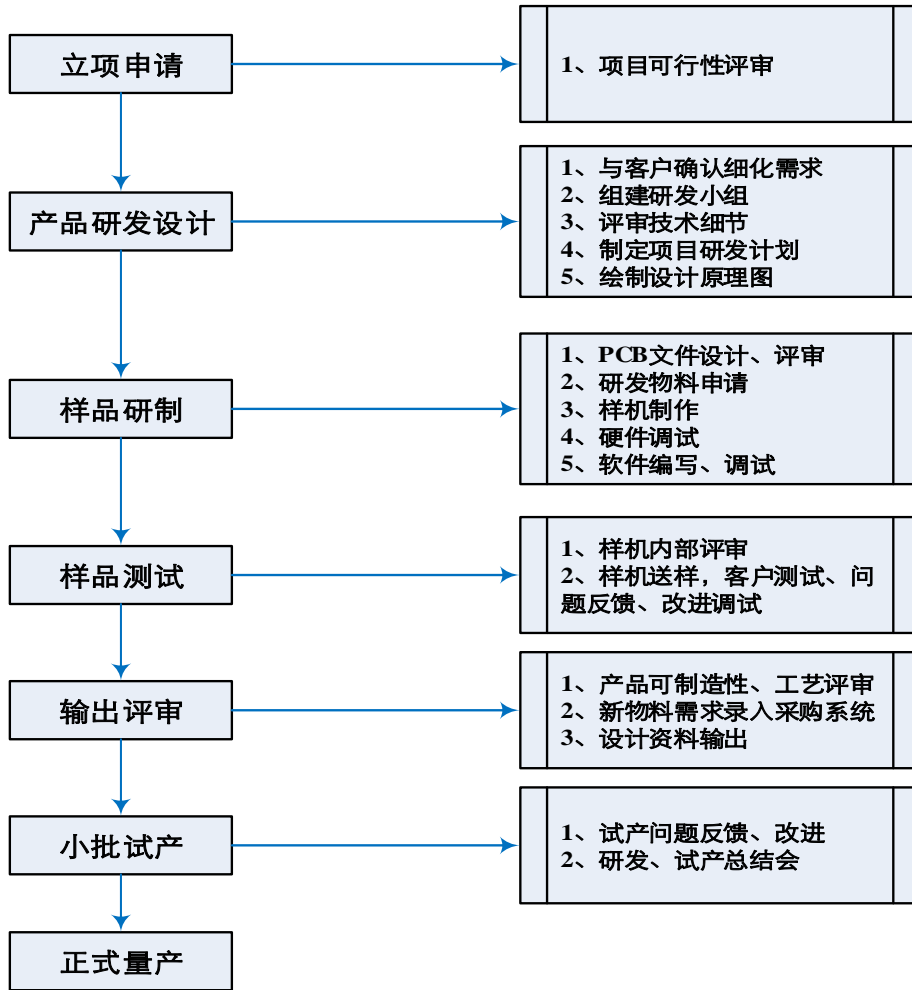 立项申请
1、项目可行性评审
产品研发设计
1、与客户确认细化需求
2、组建研发小组
3、评审技术细节
4、制定项目研发计划
5、绘制设计原理图
样品研制
1、PCB文件设计、评审
2、研发物料申请
3、样机制作
4、硬件调试
5、软件编写、调试
样品测试
1、样机内部评审
2、样机送样，客户测试、问
题反馈、改进调试
输出评审
1、产品可制造性、工艺评审
2、新物料需求录入采购系统
3、设计资料输出
小批试产
1、试产问题反馈、改进
2、研发、试产总结会
正式量产